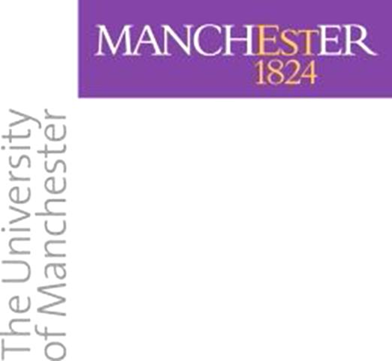 MANCHEstER
1824
The University
of Manchester